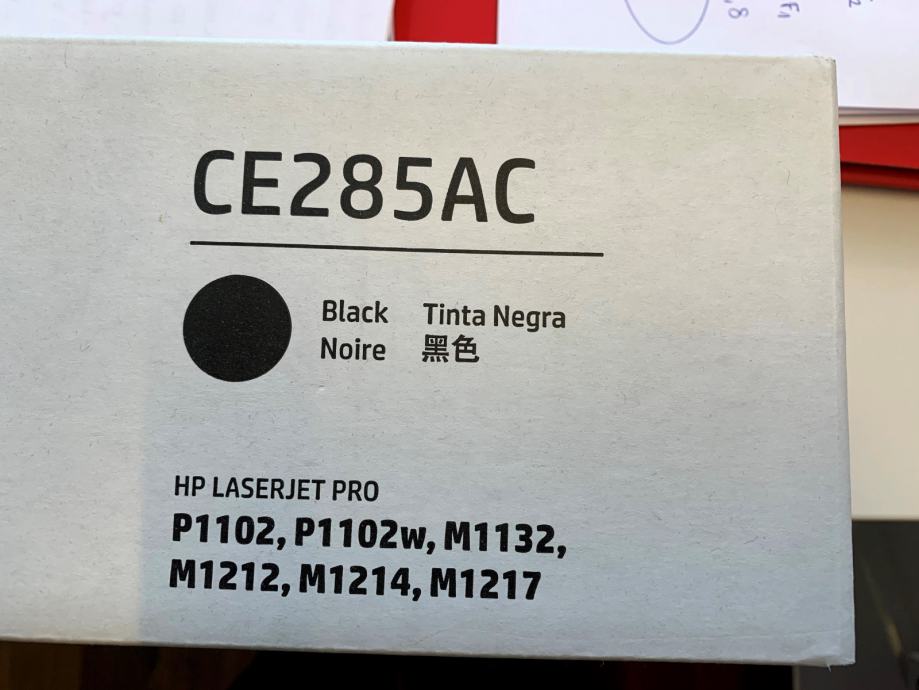 CE285AC
Black Tinta Negra
Noire 黑色
HP LASERJET PRO
P1102, P1102w, M1132,
M1212, M1214, M1217